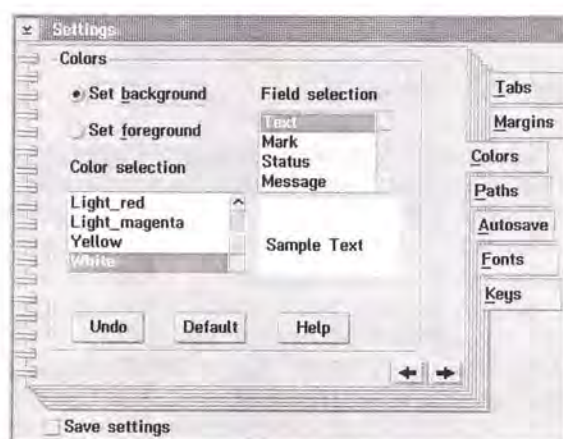 Settings
Colors
Set background
Set foreground
Field selection
Text
Mark
Status
Message
Color selection
Light_red
Light_magenta
Yellow
White
Sample Text
Undo
Default
Help
Tabs
Margins
Colors
Paths
Autosave
Fonts
Keys
Save settings